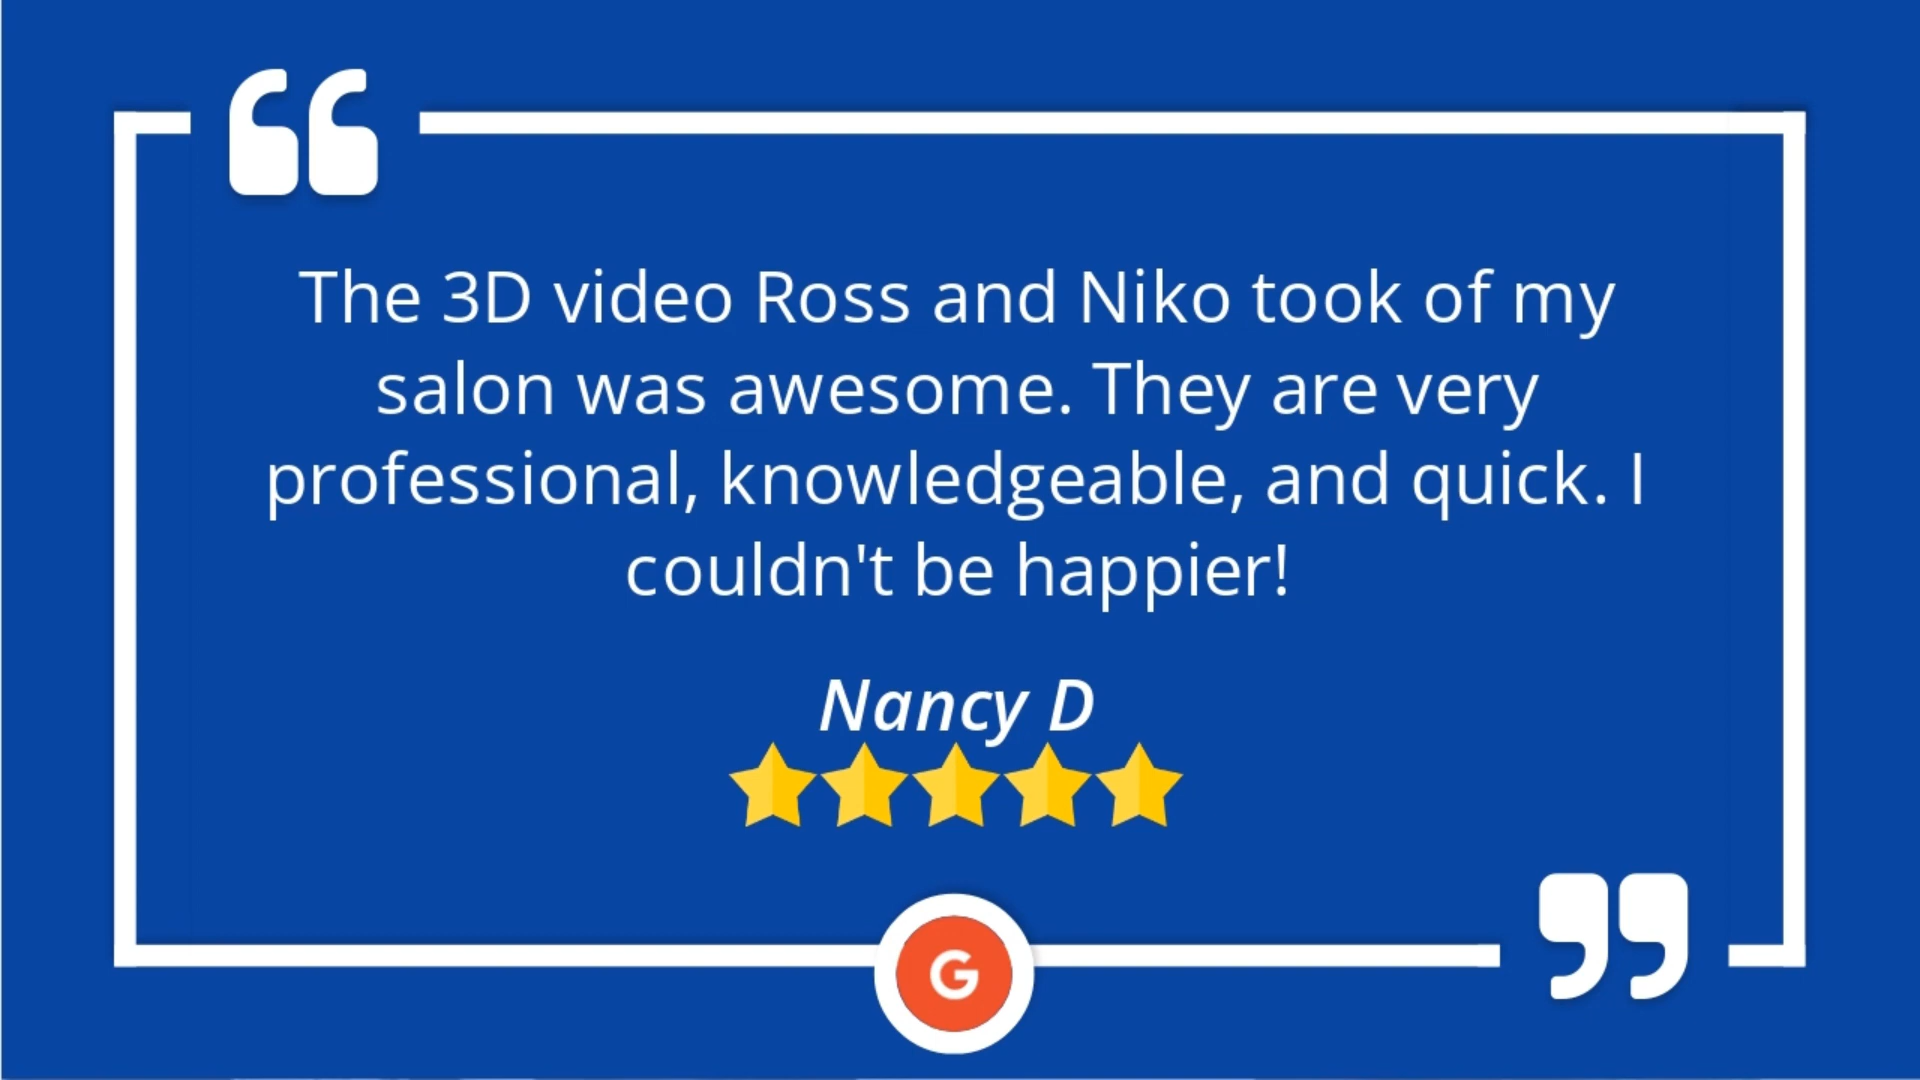 The 3D video Ross and Niko took of my
salon was awesome. They are very
professional, knowledgeable, and quick. I
couldn't be happier!
Nancy D
G